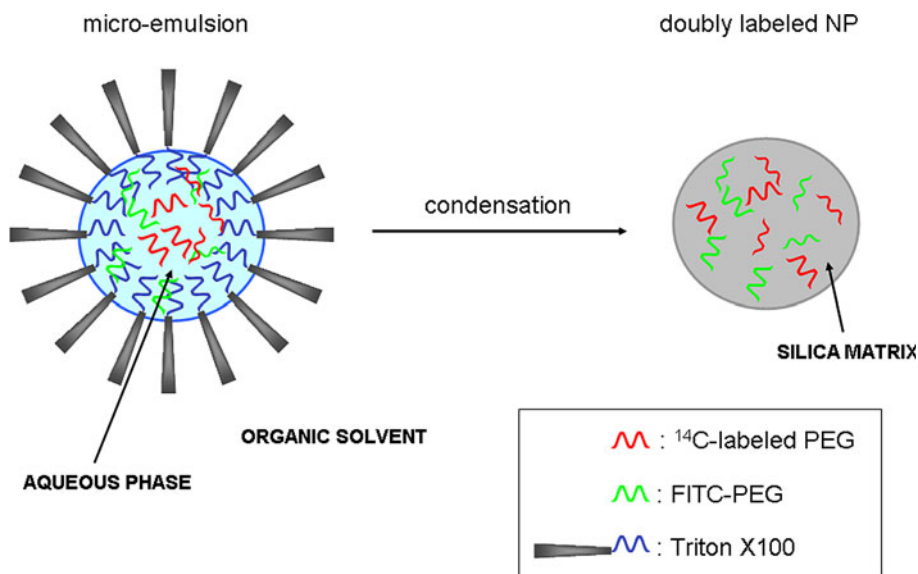 micro-emulsion
doubly labeled NP
condensation
SILICA MATRIX
ORGANIC SOLVENT
AQUEOUS PHASE
: ¹⁴C-labeled PEG
: FITC-PEG
: Triton X100